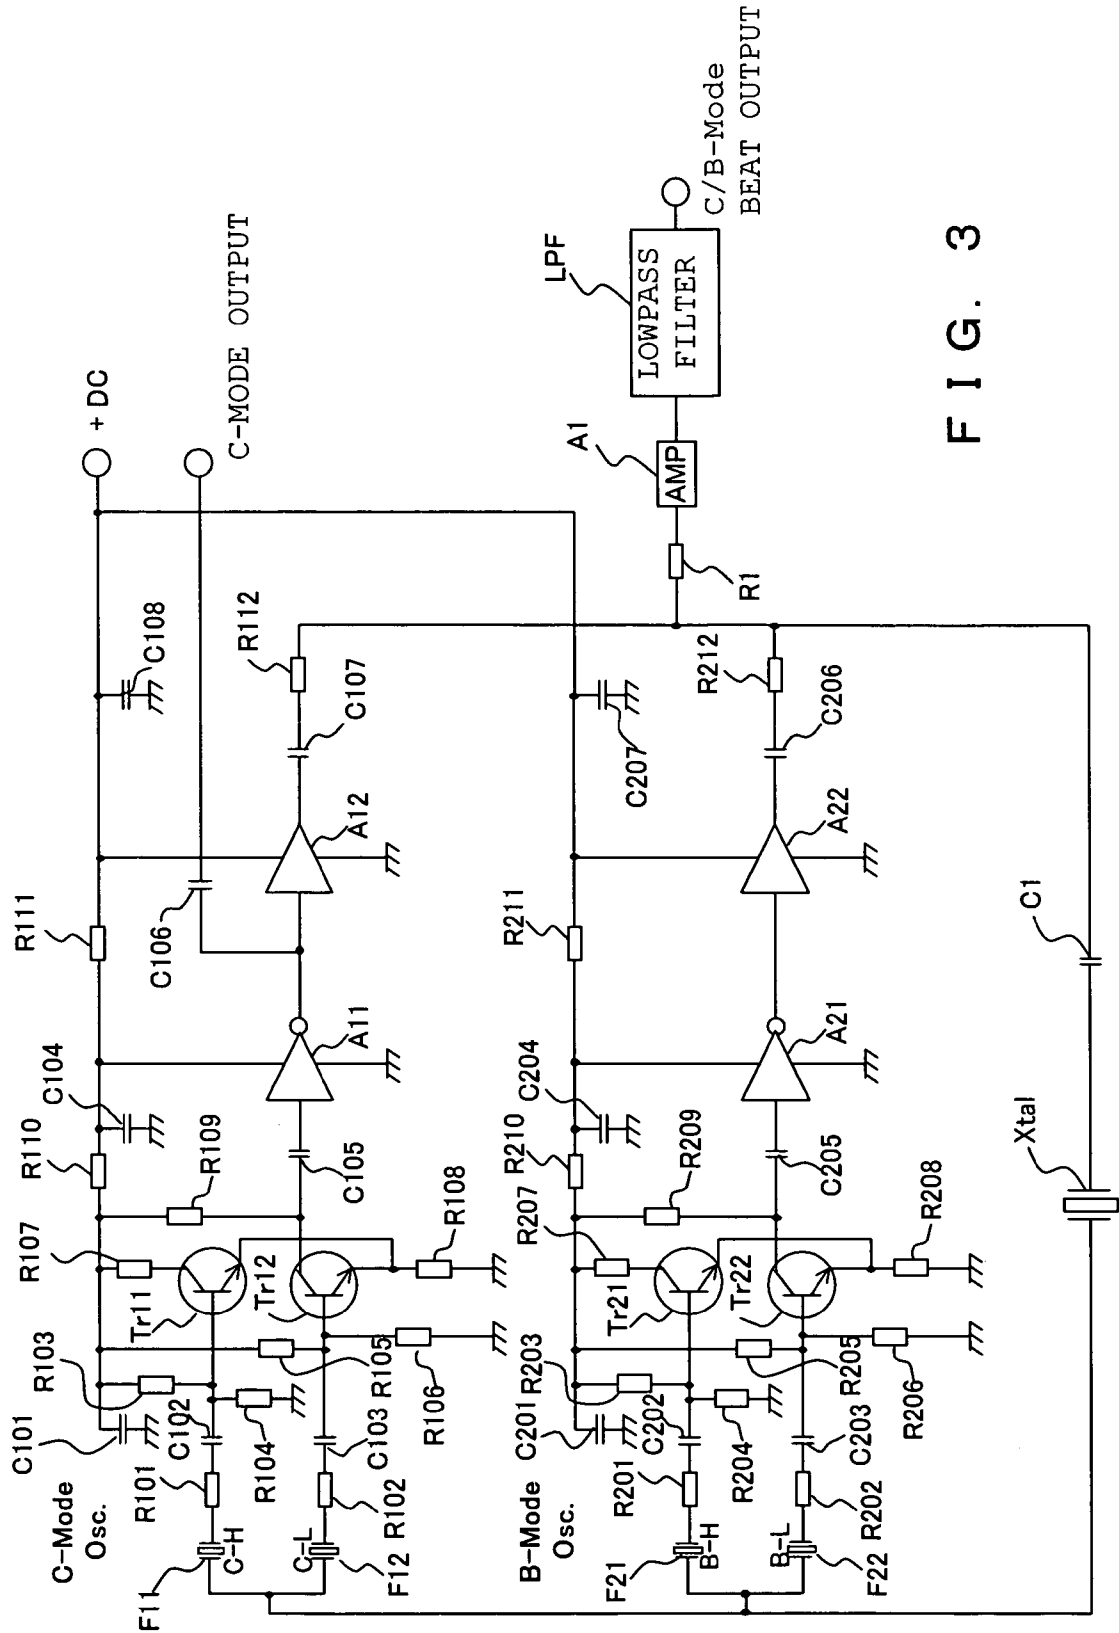 C-Mode
Osc.
F11
C-H
C-L
F12
R101
R102
C101
R103
C102
R104
C103
R105
R106
R107
Tr11
Tr12
R108
R109
R110
C104
C105
A11
R111
C106
A12
C107
R112
C108
+DC
C-MODE OUTPUT
B-Mode
Osc.
F21
B-H
B-L
F22
R201
R202
C201
R203
C202
R204
C203
R205
R206
R207
Tr21
Tr22
R208
R209
R210
C204
C205
A21
R211
A22
C207
C206
R212
R1
A1
AMP
LPF
LOWPASS
FILTER
C/B-Mode
BEAT OUTPUT
Xtal
C1
FIG. 3